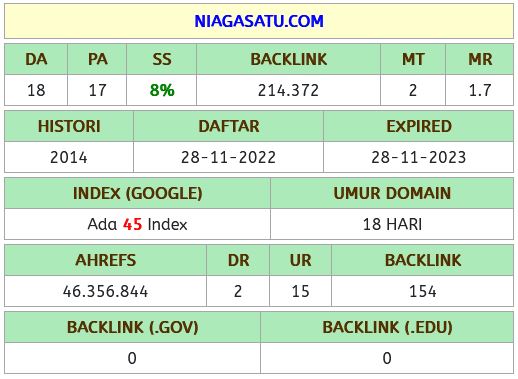 NIAGASATU.COM
DA PA SS BACKLINK MT MR
18 17 8% 214.372 2 1.7
HISTORI DAFTAR EXPIRED
2014 28-11-2022 28-11-2023
INDEX (GOOGLE) UMUR DOMAIN
Ada 45 Index 18 HARI
AHREFS DR UR BACKLINK
46.356.844 2 15 154
BACKLINK (.GOV) BACKLINK (.EDU)
0 0